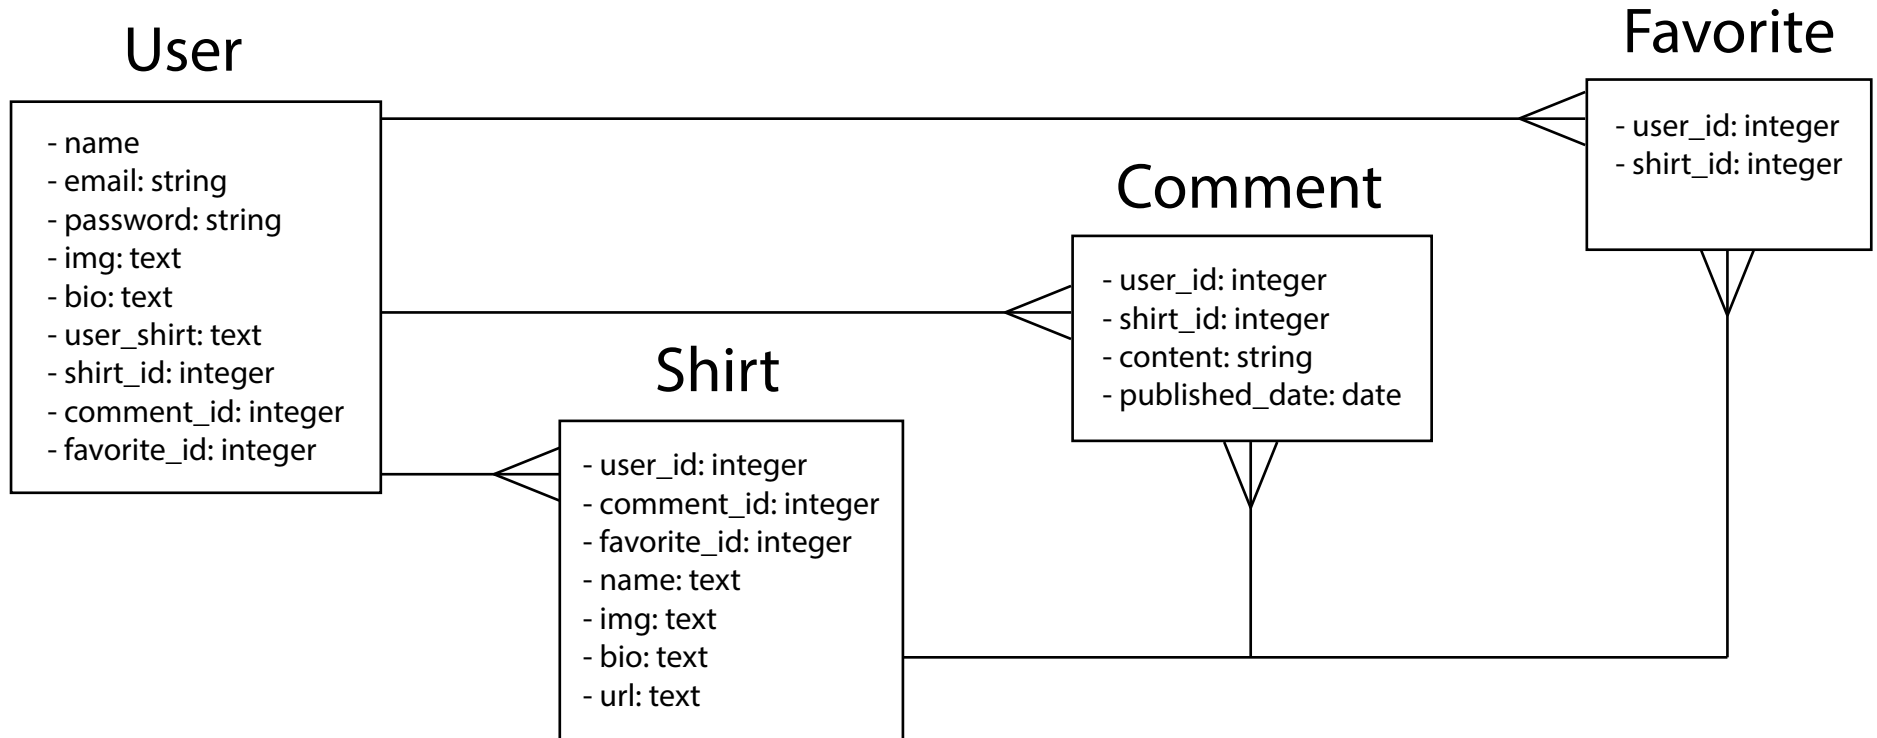 User
- name
- email: string
- password: string
- img: text
- bio: text
- user_shirt: text
- shirt_id: integer
- comment_id: integer
- favorite_id: integer
Shirt
- user_id: integer
- comment_id: integer
- favorite_id: integer
- name: text
- img: text
- bio: text
- url: text
Comment
- user_id: integer
- shirt_id: integer
- content: string
- published_date: date
Favorite
- user_id: integer
- shirt_id: integer